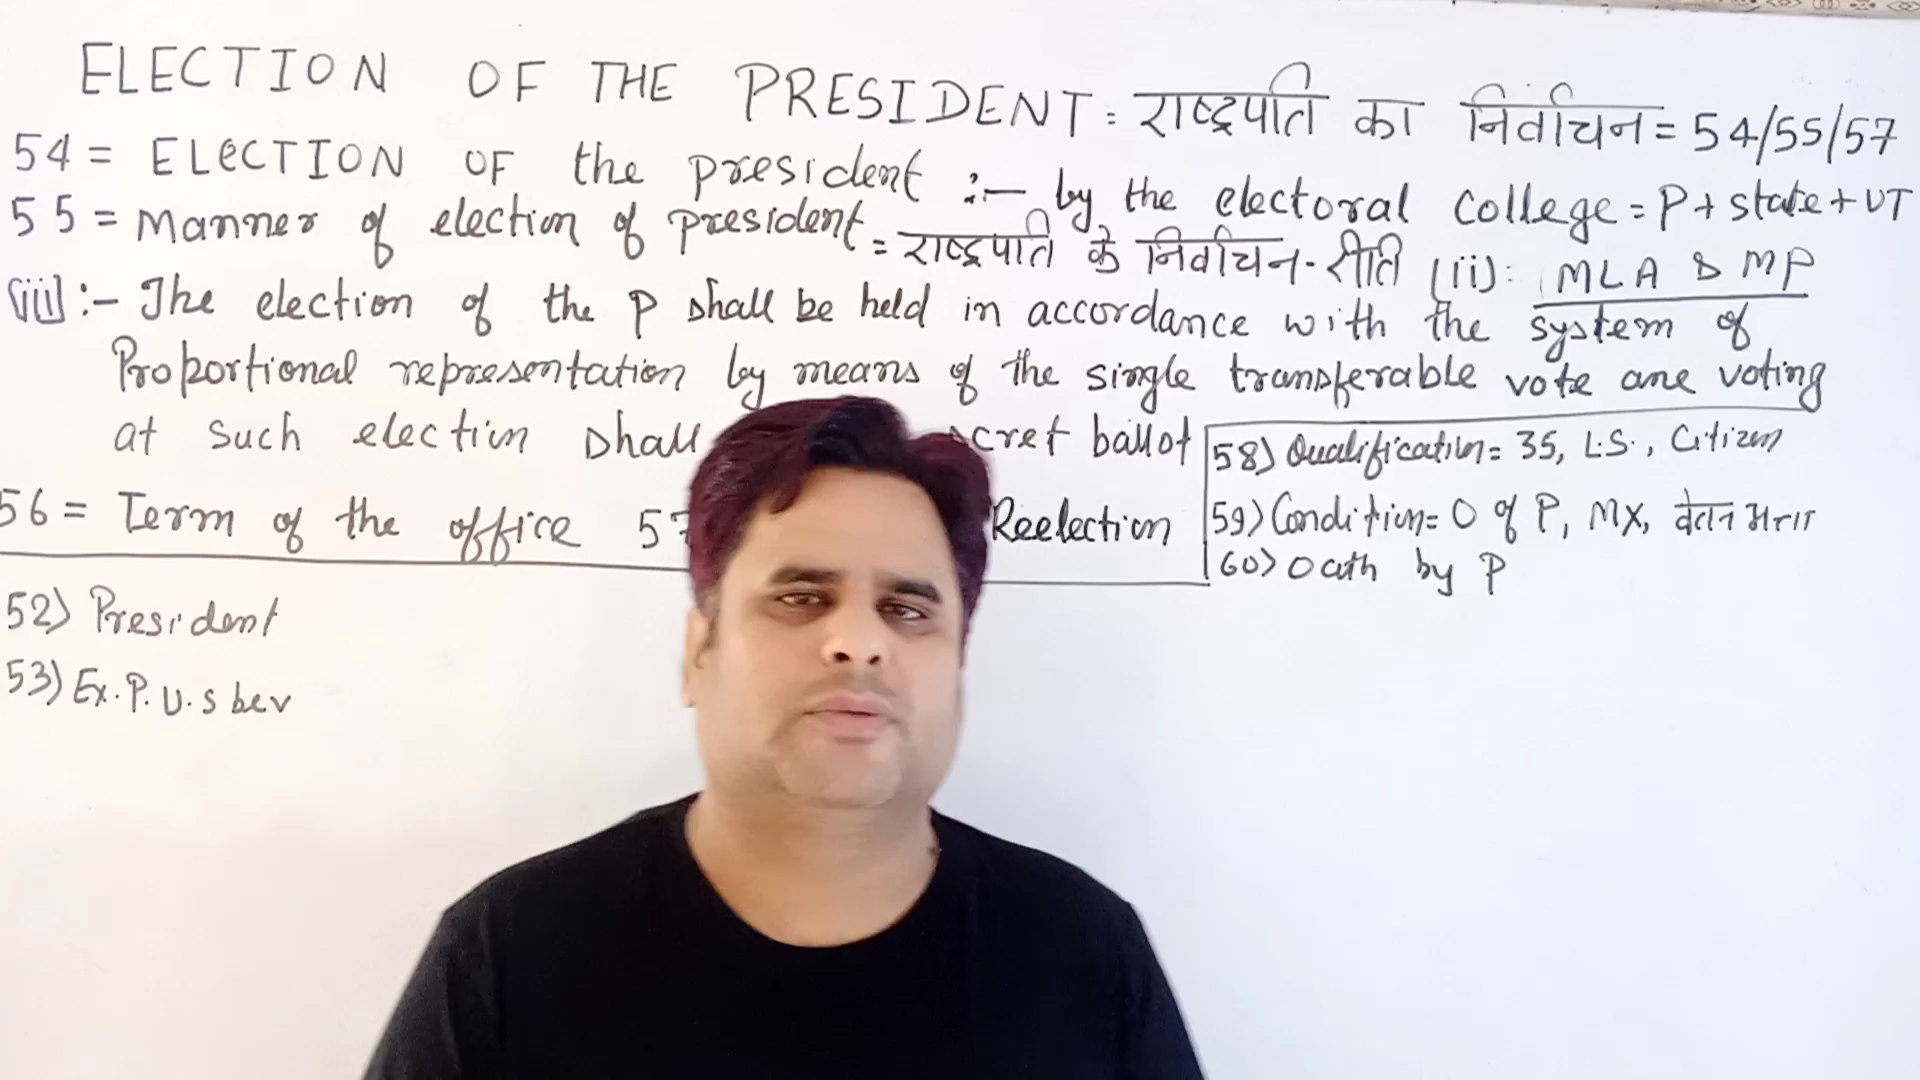 ELECTION OF THE PRESIDENT = राष्ट्रपति का निर्वाचन = 54/55/57
54 = ELECTION OF the president :- by the electoral College = P + state + UT
55 = Manner of election of president = राष्ट्रपति के निर्वाचन - रीति (ii): MLA & MP
(iii) :- The election of the P shall be held in accordance with the system of
Proportional representation by means of the single transferable vote ane voting
at such election shall cret ballot
56 = Term of the office 57 Reelection
58) Qualification = 35, L.S., Citizen
59) Condition = O of P, MX, वेतन भत्ता
60) Oath by P
52) President
53) Ex. P. U. S